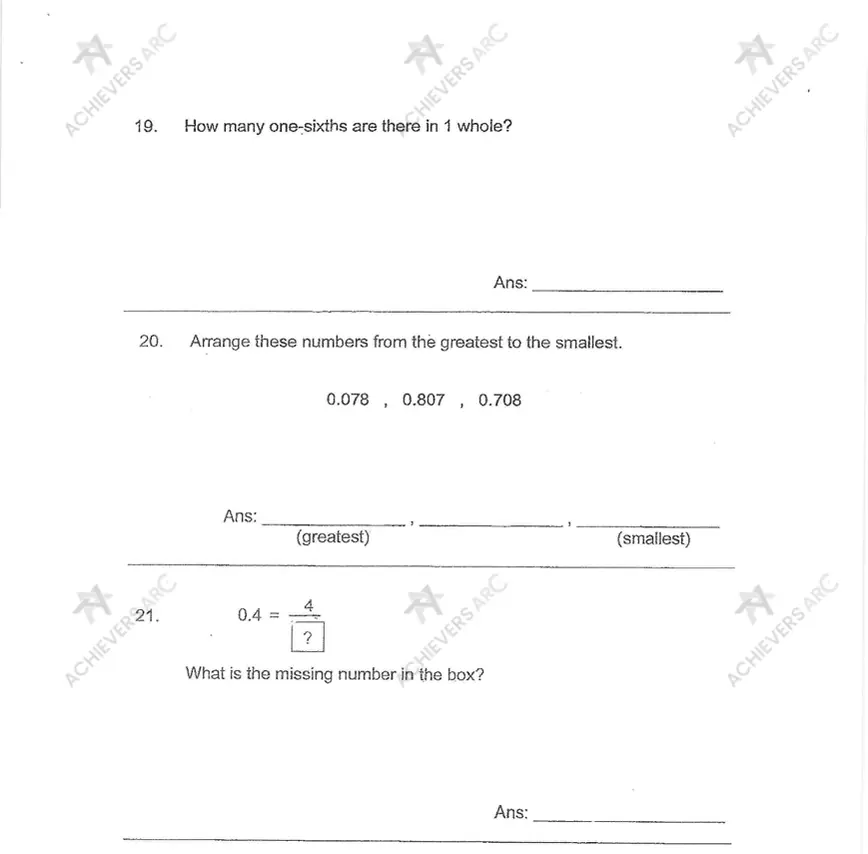 ACHIEVERS ARC ACHIEVERS ARC ACHIEVERS ARC
19. How many one-sixths are there in 1 whole?
Ans: ____________
20. Arrange these numbers from the greatest to the smallest.
0.078 , 0.807 , 0.708
Ans: ____________ , ____________ , ____________
(greatest) (smallest)
ACHIEVERS ARC ACHIEVERS ARC ACHIEVERS ARC
21. 0.4 = 4
?
What is the missing number in the box?
Ans: ____________